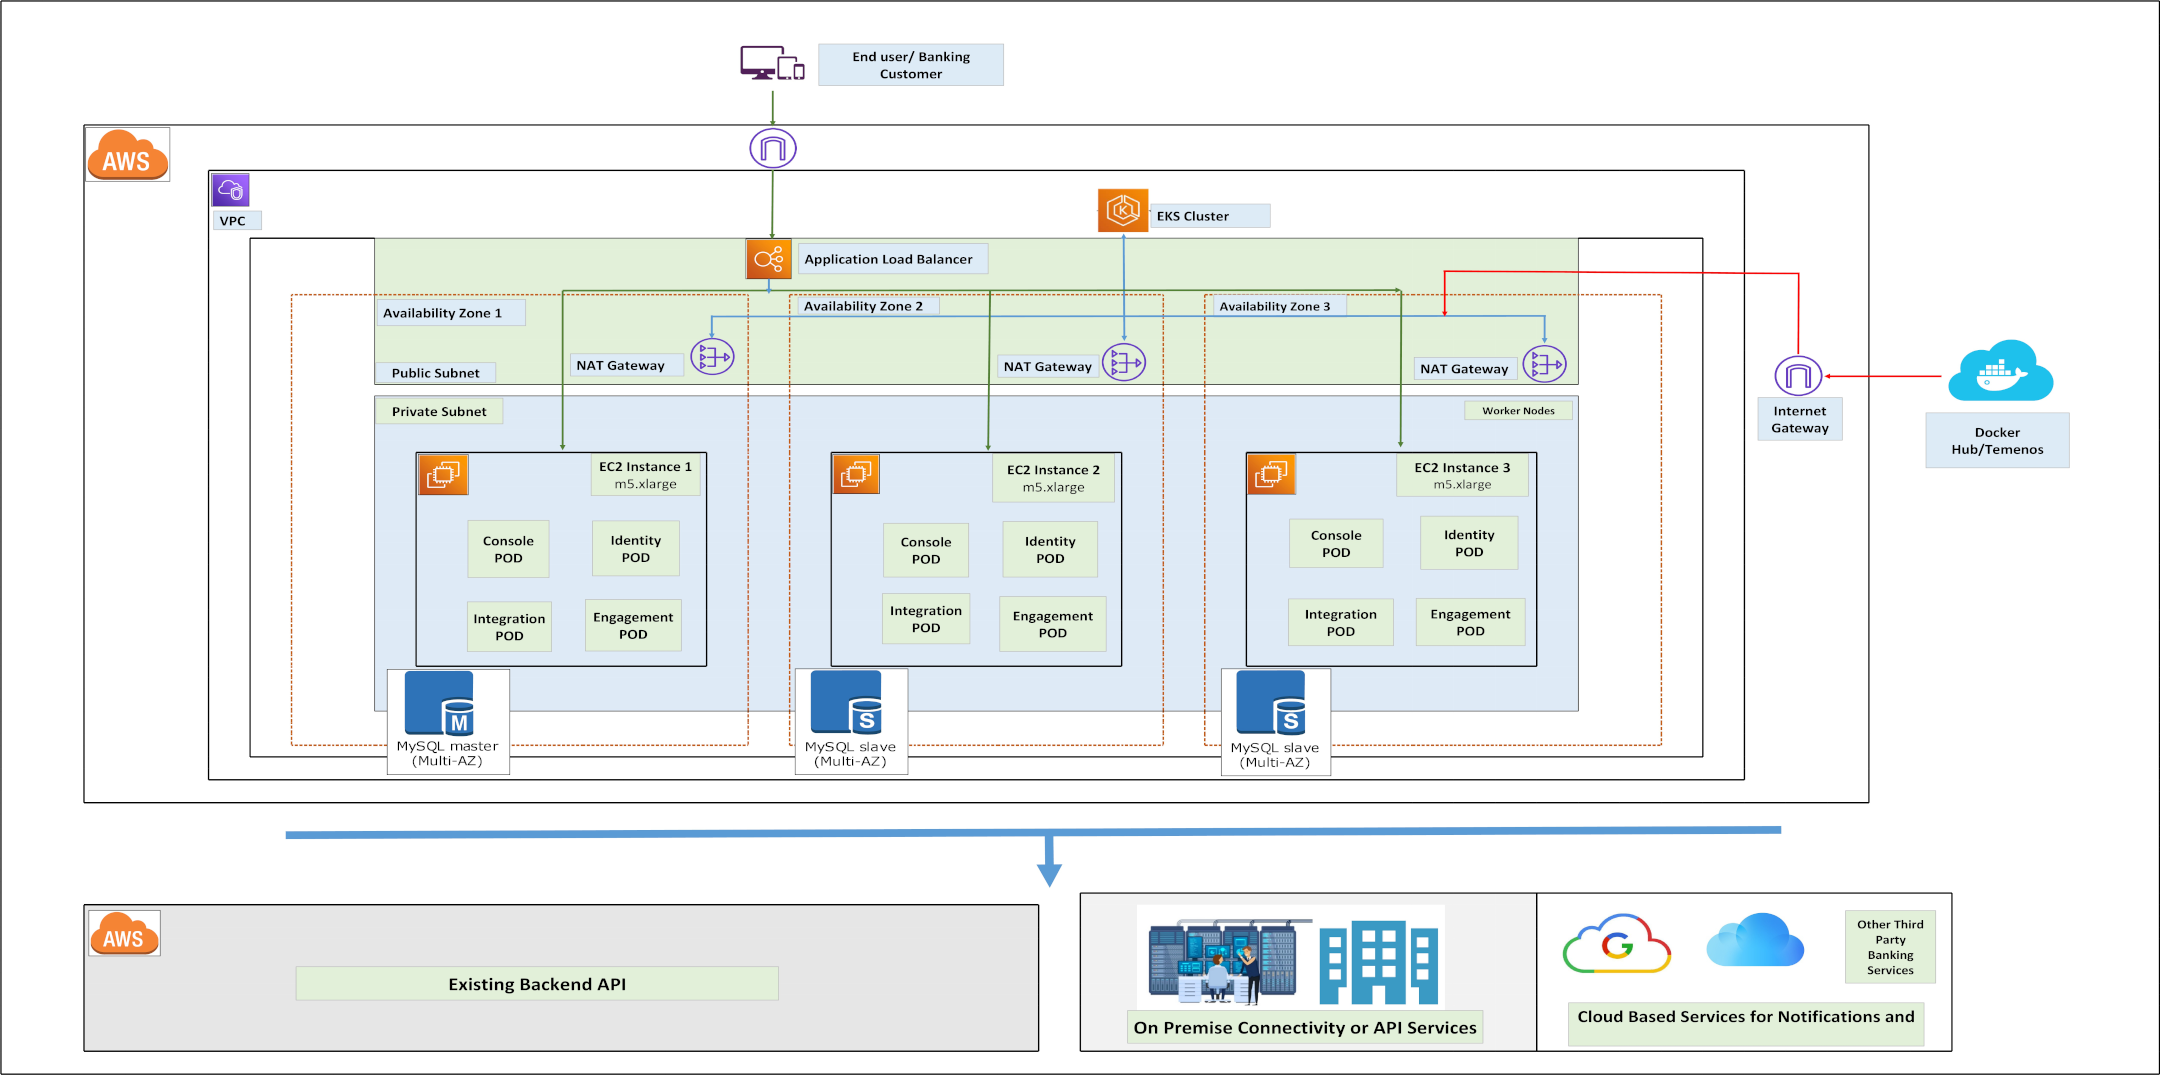 End user/ Banking
Customer
AWS
VPC
EKS Cluster
Application Load Balancer
Availability Zone 1
Availability Zone 2
Availability Zone 3
NAT Gateway
NAT Gateway
NAT Gateway
Public Subnet
Private Subnet
Worker Nodes
Internet
Gateway
Docker
Hub/Temenos
EC2 Instance 1
m5.xlarge
Console
POD
Identity
POD
Integration
POD
Engagement
POD
EC2 Instance 2
m5.xlarge
Console
POD
Identity
POD
Integration
POD
Engagement
POD
EC2 Instance 3
m5.xlarge
Console
POD
Identity
POD
Integration
POD
Engagement
POD
M
MySQL master
(Multi-AZ)
S
MySQL slave
(Multi-AZ)
S
MySQL slave
(Multi-AZ)
AWS
Existing Backend API
On Premise Connectivity or API Services
G
Other Third
Party
Banking
Services
Cloud Based Services for Notifications and